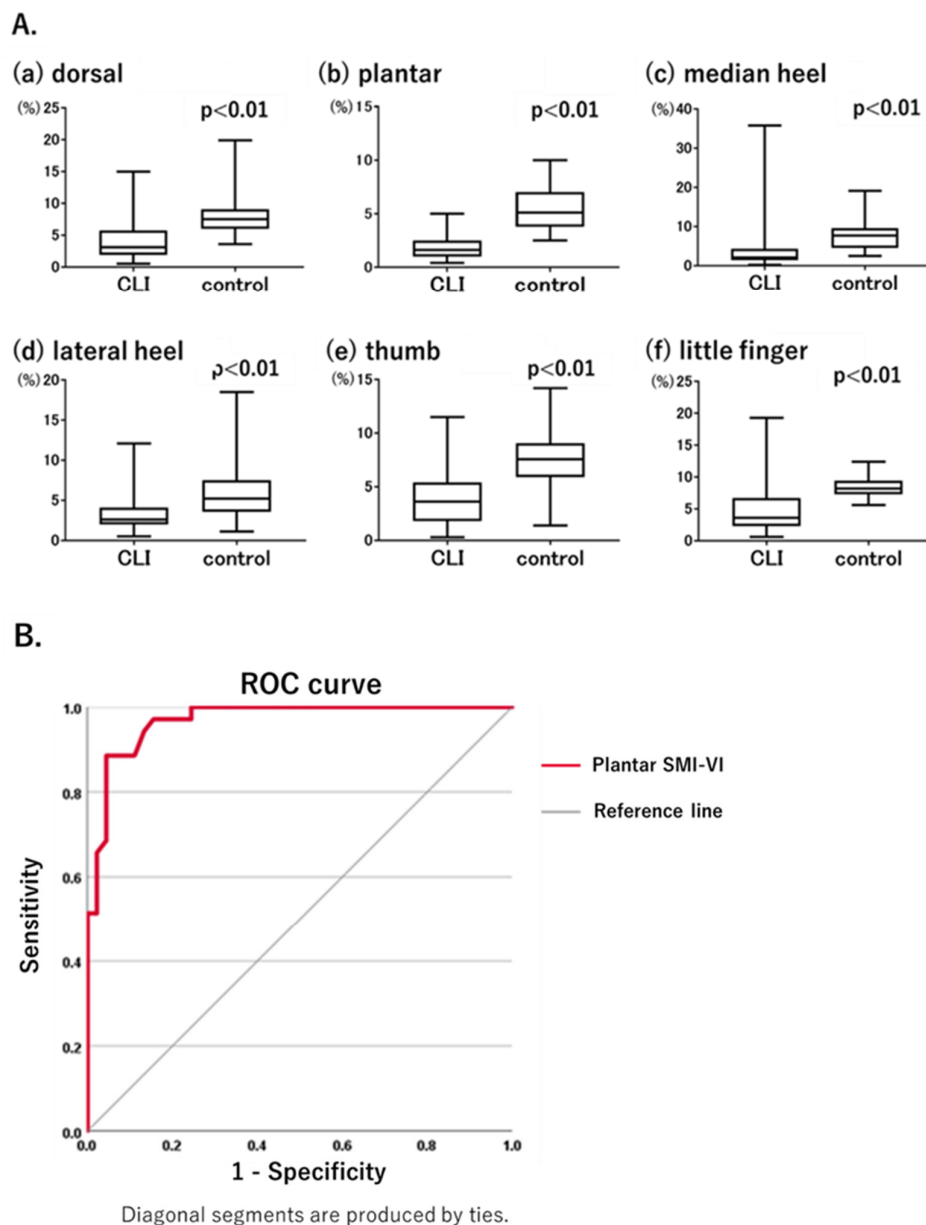 A.
(a) dorsal
(%) 25
20
15
10
5
0
p<0.01
CLI control
(b) plantar
(%) 15
10
5
0
p<0.01
CLI control
(c) median heel
(%) 40
30
20
10
0
p<0.01
CLI control
(d) lateral heel
(%) 20
15
10
5
0
p<0.01
CLI control
(e) thumb
(%) 15
10
5
0
p<0.01
CLI control
(f) little finger
(%) 25
20
15
10
5
0
p<0.01
CLI control
B.
ROC curve
1.0
0.8
0.6
0.4
0.2
0.0
Sensitivity
0.0 0.2 0.4 0.6 0.8 1.0
1 - Specificity
Plantar SMI-VI
Reference line
Diagonal segments are produced by ties.